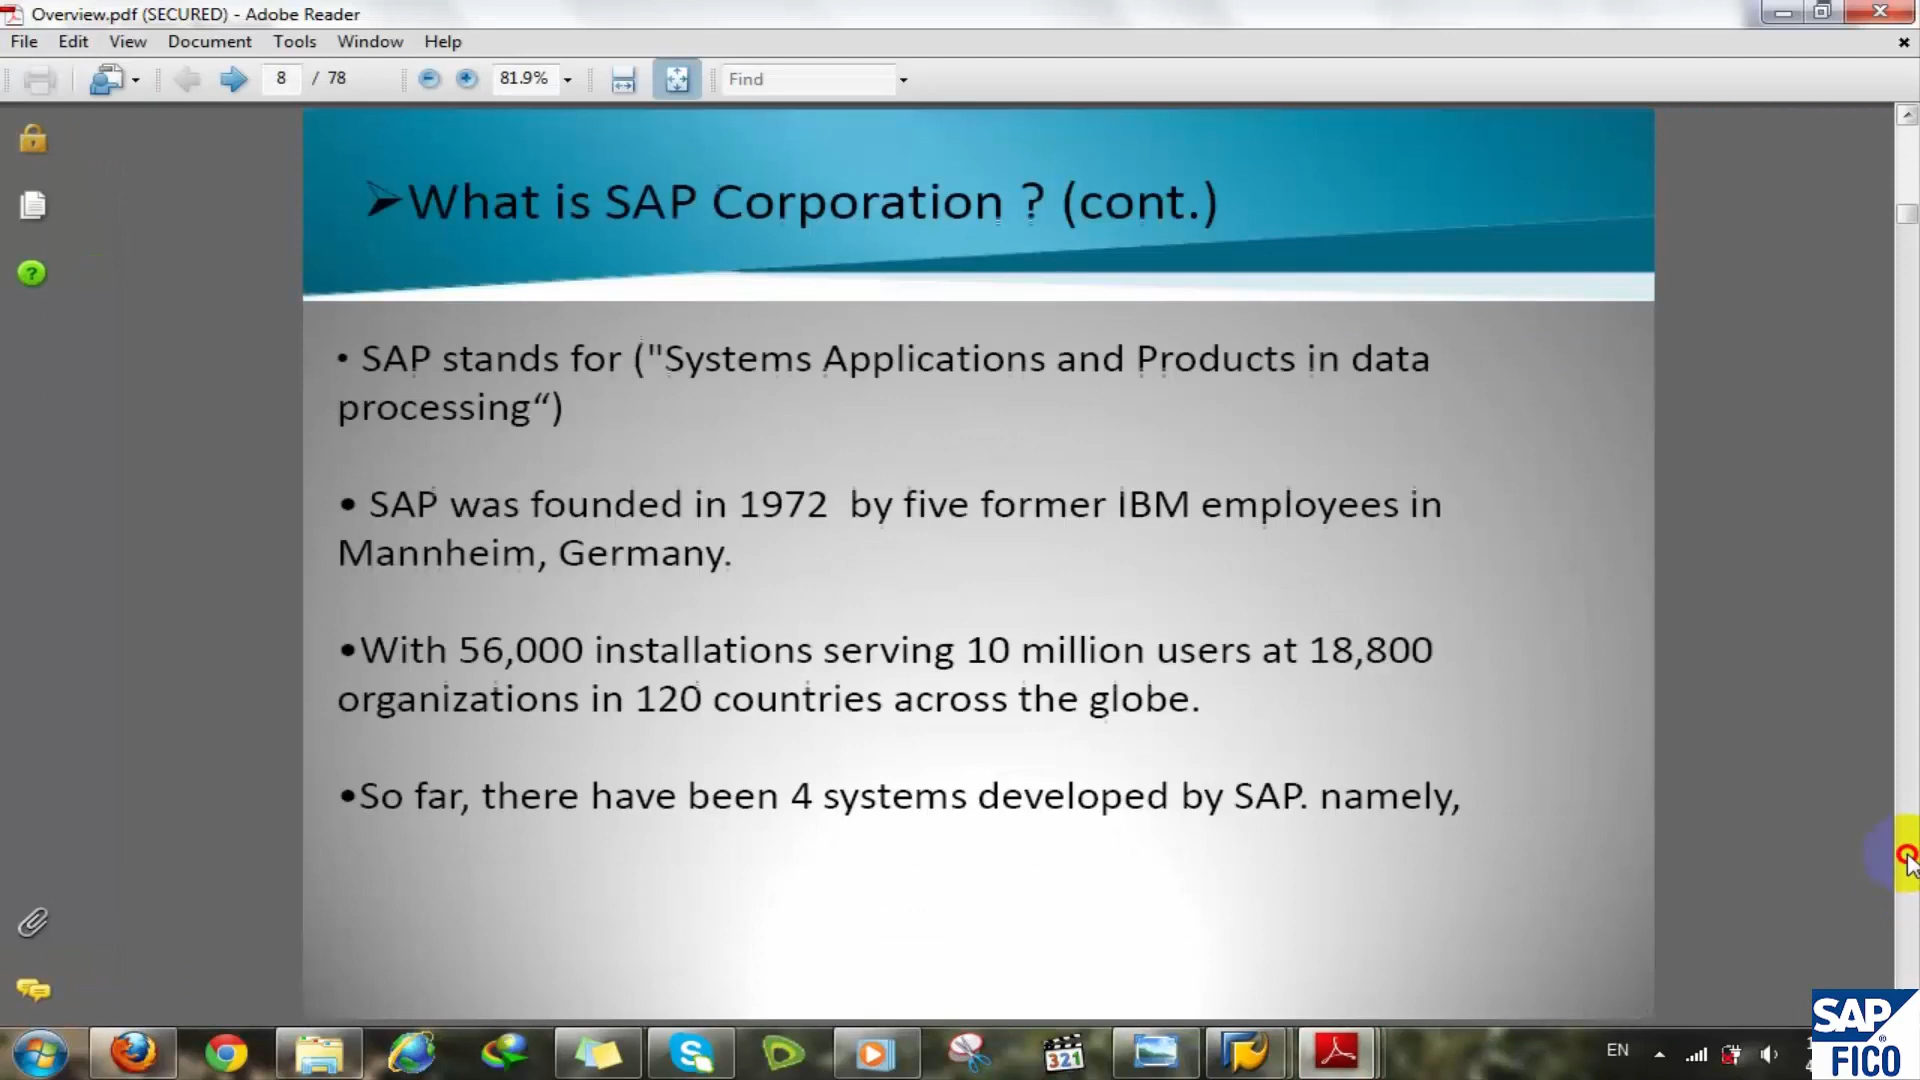 Overview.pdf (SECURED) - Adobe Reader
File Edit View Document Tools Window Help
8 / 78 81.9% Find
➢What is SAP Corporation ? (cont.)
• SAP stands for ("Systems Applications and Products in data
processing“)
• SAP was founded in 1972 by five former IBM employees in
Mannheim, Germany.
•With 56,000 installations serving 10 million users at 18,800
organizations in 120 countries across the globe.
•So far, there have been 4 systems developed by SAP. namely,
321
EN
SAP
®
FICO